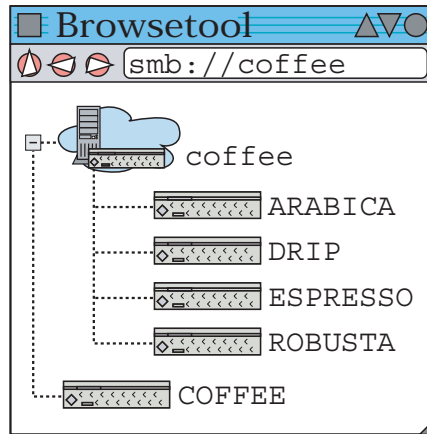 Browsetool
smb://coffee
coffee
ARABICA
DRIP
ESPRESSO
ROBUSTA
COFFEE